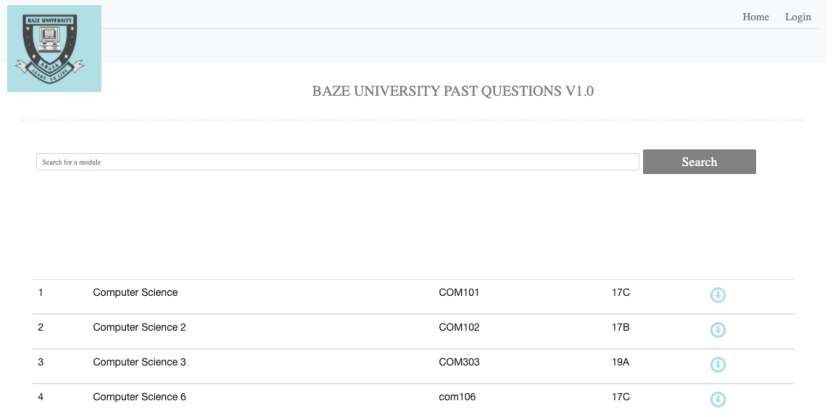 BAZE UNIVERSITY
Home Login
BAZE UNIVERSITY PAST QUESTIONS V1.0
Search for a module Search
1 Computer Science COM101 17C
2 Computer Science 2 COM102 17B
3 Computer Science 3 COM303 19A
4 Computer Science 6 com106 17C